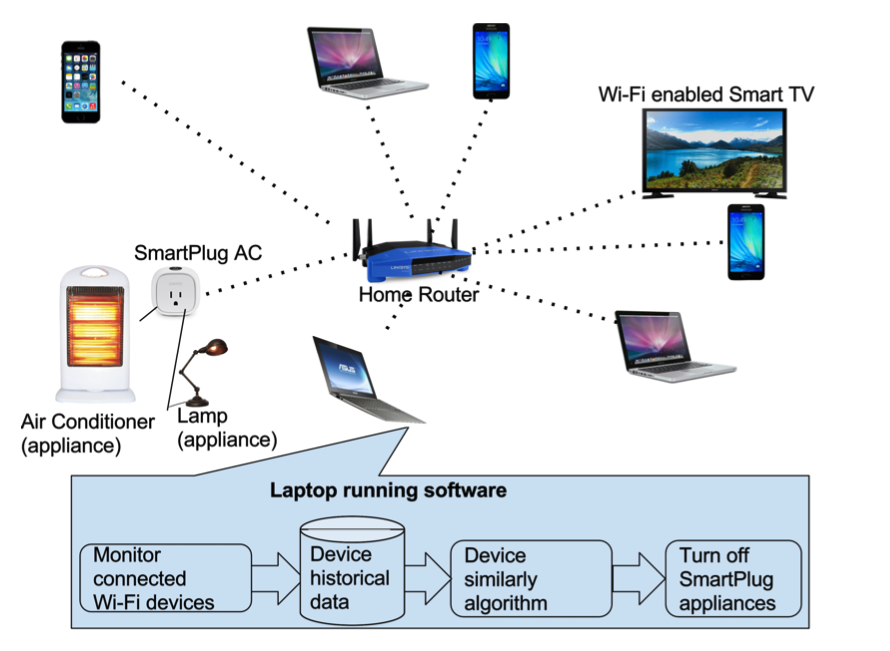 Wi-Fi enabled Smart TV
SmartPlug AC
Home Router
ASUS
Air Conditioner
(appliance)
Lamp
(appliance)
Laptop running software
Monitor
connected
Wi-Fi devices
Device
historical
data
Device
similarly
algorithm
Turn off
SmartPlug
appliances